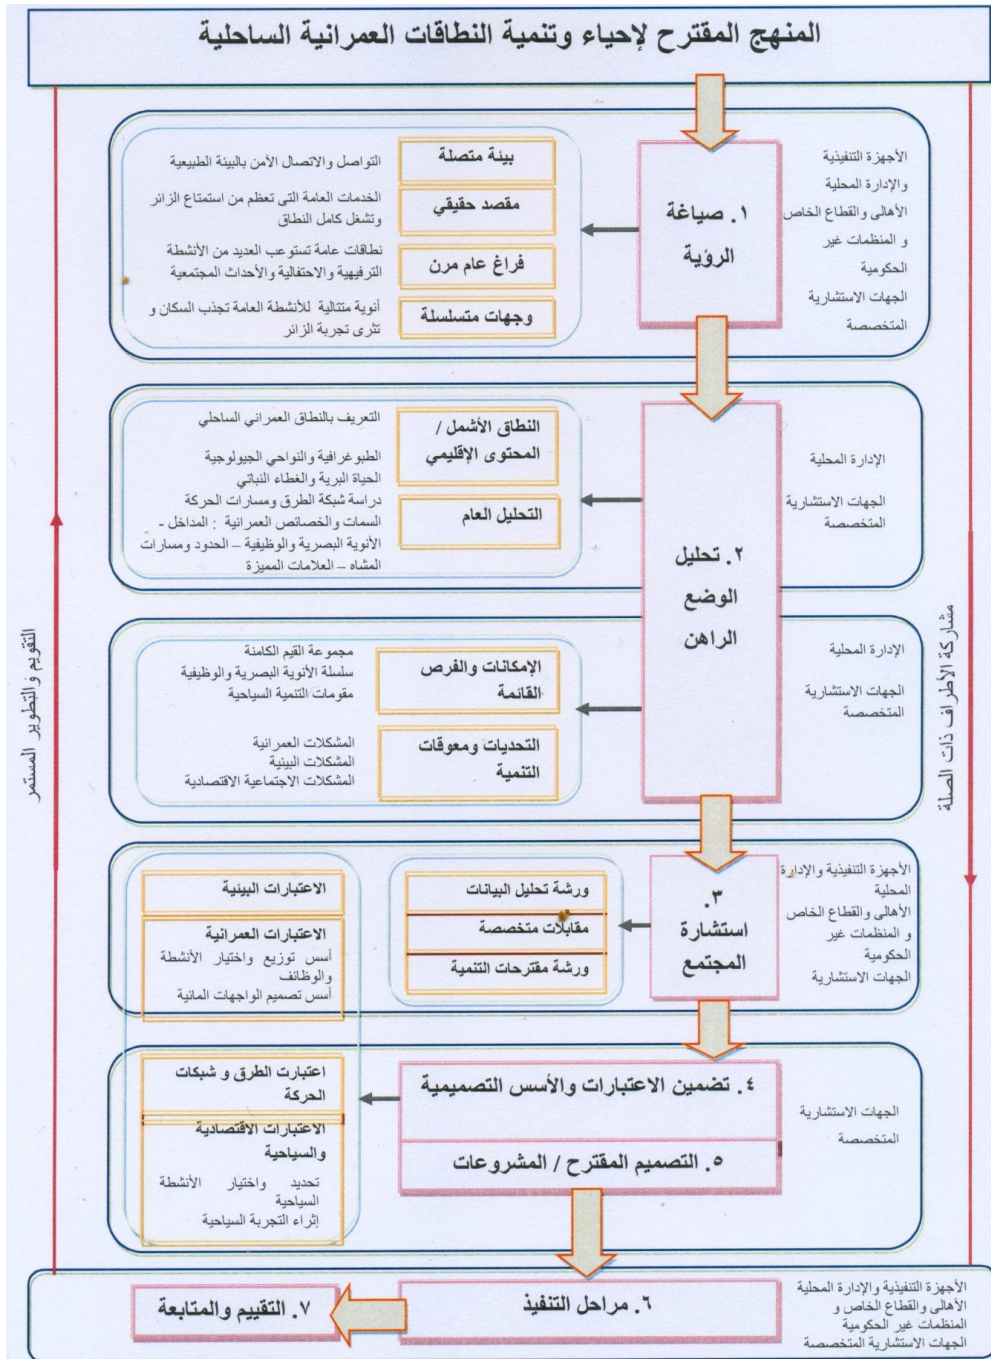 المنهج المقترح لإحياء وتنمية النطاقات العمرانية الساحلية
الأجهزة التنفيذية
والإدارة المحلية
الأهالى والقطاع الخاص
و المنظمات غير
الحكومية
الجهات الاستشارية
المتخصصة
١. صياغة
الرؤية
بيئة متصلة
التواصل والاتصال الأمن بالبيئة الطبيعية
مقصد حقيقي
الخدمات العامة التى تعظم من استمتاع الزائر
وتشغل كامل النطاق
فراغ عام مرن
نطاقات عامة تستوعب العديد من الأنشطة
الترفيهية والاحتفالية والأحداث المجتمعية
وجهات متسلسلة
أنوية متتالية للأنشطة العامة تجذب السكان و
تثرى تجربة الزائر
الإدارة المحلية
الجهات الاستشارية
المتخصصة
٢. تحليل
الوضع
الراهن
النطاق الأشمل /
المحتوى الإقليمي
التعريف بالنطاق العمراني الساحلي
التحليل العام
الطبوغرافية والنواحي الجيولوجية
الحياة البرية والغطاء النباتي
دراسة شبكة الطرق ومسارات الحركة
السمات والخصائص العمرانية : المداخل -
الأنوية البصرية والوظيفية – الحدود ومسارات
المشاه – العلامات المميزة
الإدارة المحلية
الجهات الاستشارية
المتخصصة
الإمكانات والفرص
القائمة
مجموعة القيم الكامنة
سلسلة الأنوية البصرية والوظيفية
مقومات التنمية السياحية
التحديات ومعوقات
التنمية
المشكلات العمرانية
المشكلات البيئية
المشكلات الاجتماعية الاقتصادية
الأجهزة التنفيذية والإدارة
المحلية
الأهالى والقطاع الخاص
و المنظمات غير
الحكومية
الجهات الاستشارية
٣.
استشارة
المجتمع
ورشة تحليل البيانات
مقابلات متخصصة
ورشة مقترحات التنمية
الاعتبارات البيئية
الاعتبارات العمرانية
أسس توزيع واختيار الأنشطة
والوظائف
أسس تصميم الواجهات المائية
الجهات الاستشارية
المتخصصة
٤. تضمين الاعتبارات والأسس التصميمية
٥. التصميم المقترح / المشروعات
اعتبارت الطرق و شبكات
الحركة
الاعتبارات الاقتصادية
والسياحية
تحديد واختيار الأنشطة
السياحية
إثراء التجربة السياحية
الأجهزة التنفيذية والإدارة المحلية
الأهالى والقطاع الخاص و
المنظمات غير الحكومية
الجهات الاستشارية المتخصصة
٦. مراحل التنفيذ
٧. التقييم والمتابعة
مشاركة الأطراف ذات الصلة
التقويم والتطوير المستمر